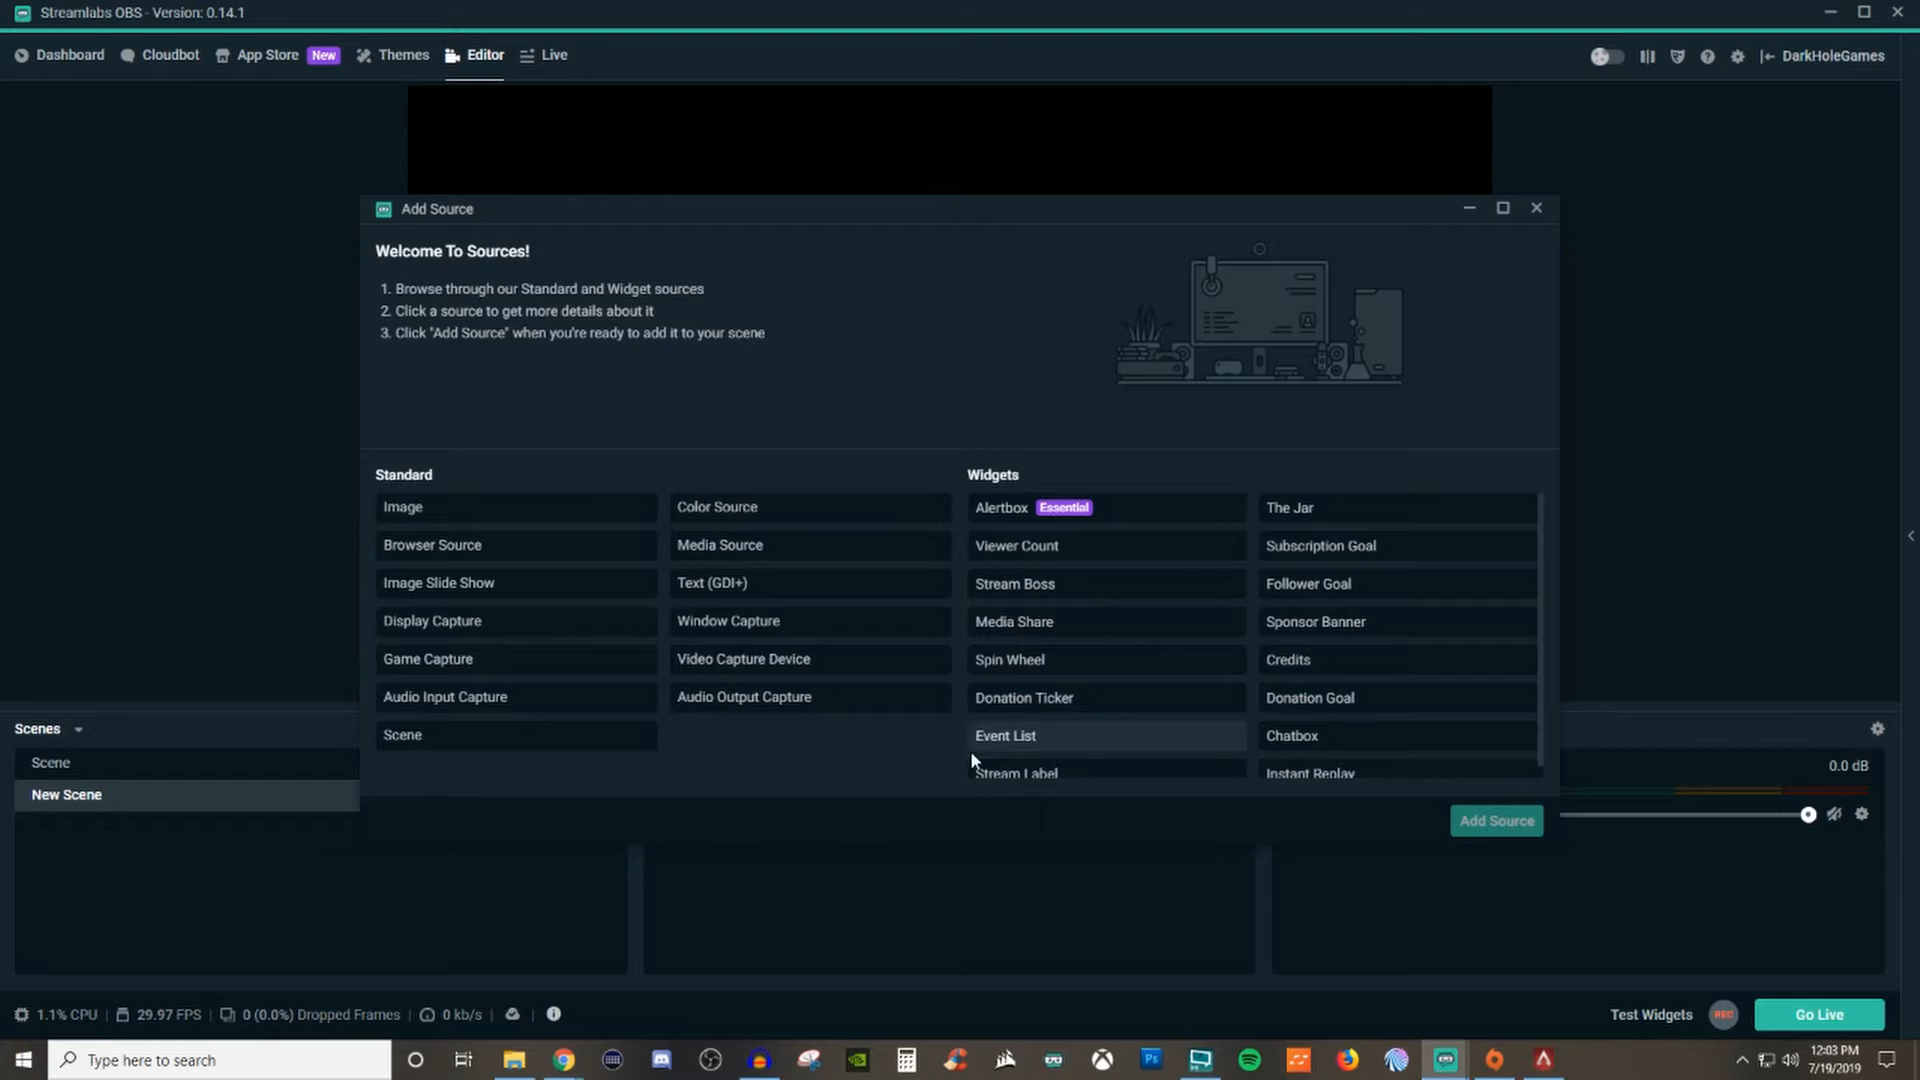 Streamlabs OBS - Version: 0.14.1
Dashboard Cloudbot App Store New Themes Editor Live DarkHoleGames
Add Source
Welcome To Sources!
1. Browse through our Standard and Widget sources
2. Click a source to get more details about it
3. Click "Add Source" when you're ready to add it to your scene
Standard
Image Color Source
Browser Source Media Source
Image Slide Show Text (GDI+)
Display Capture Window Capture
Game Capture Video Capture Device
Audio Input Capture Audio Output Capture
Scene
Widgets
Alertbox Essential The Jar
Viewer Count Subscription Goal
Stream Boss Follower Goal
Media Share Sponsor Banner
Spin Wheel Credits
Donation Ticker Donation Goal
Event List Chatbox
Stream Label Instant Replay
Add Source
Scenes
Scene
New Scene
0.0 dB
1.1% CPU | 29.97 FPS | 0 (0.0%) Dropped Frames | 0 kb/s
Test Widgets REC Go Live
Type here to search
Ps
12:03 PM
7/19/2019